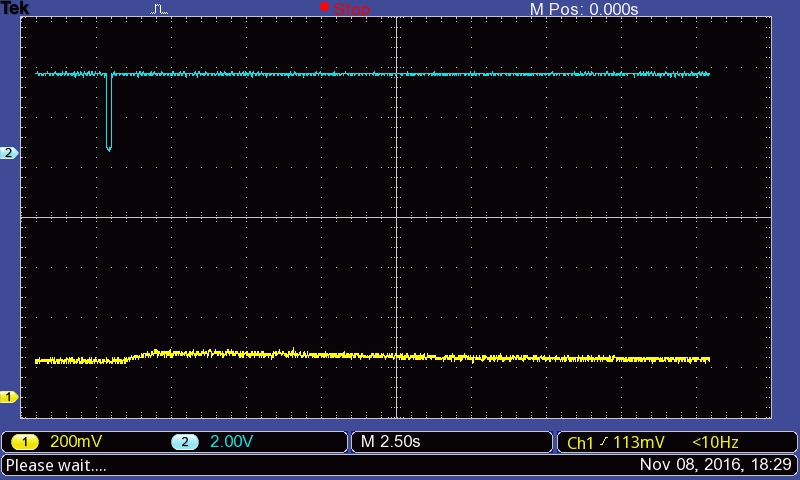 Tek Stop M Pos: 0.000s
2
1
1 200mV 2 2.00V M 2.50s Ch1 113mV <10Hz
Please wait.... Nov 08, 2016, 18:29